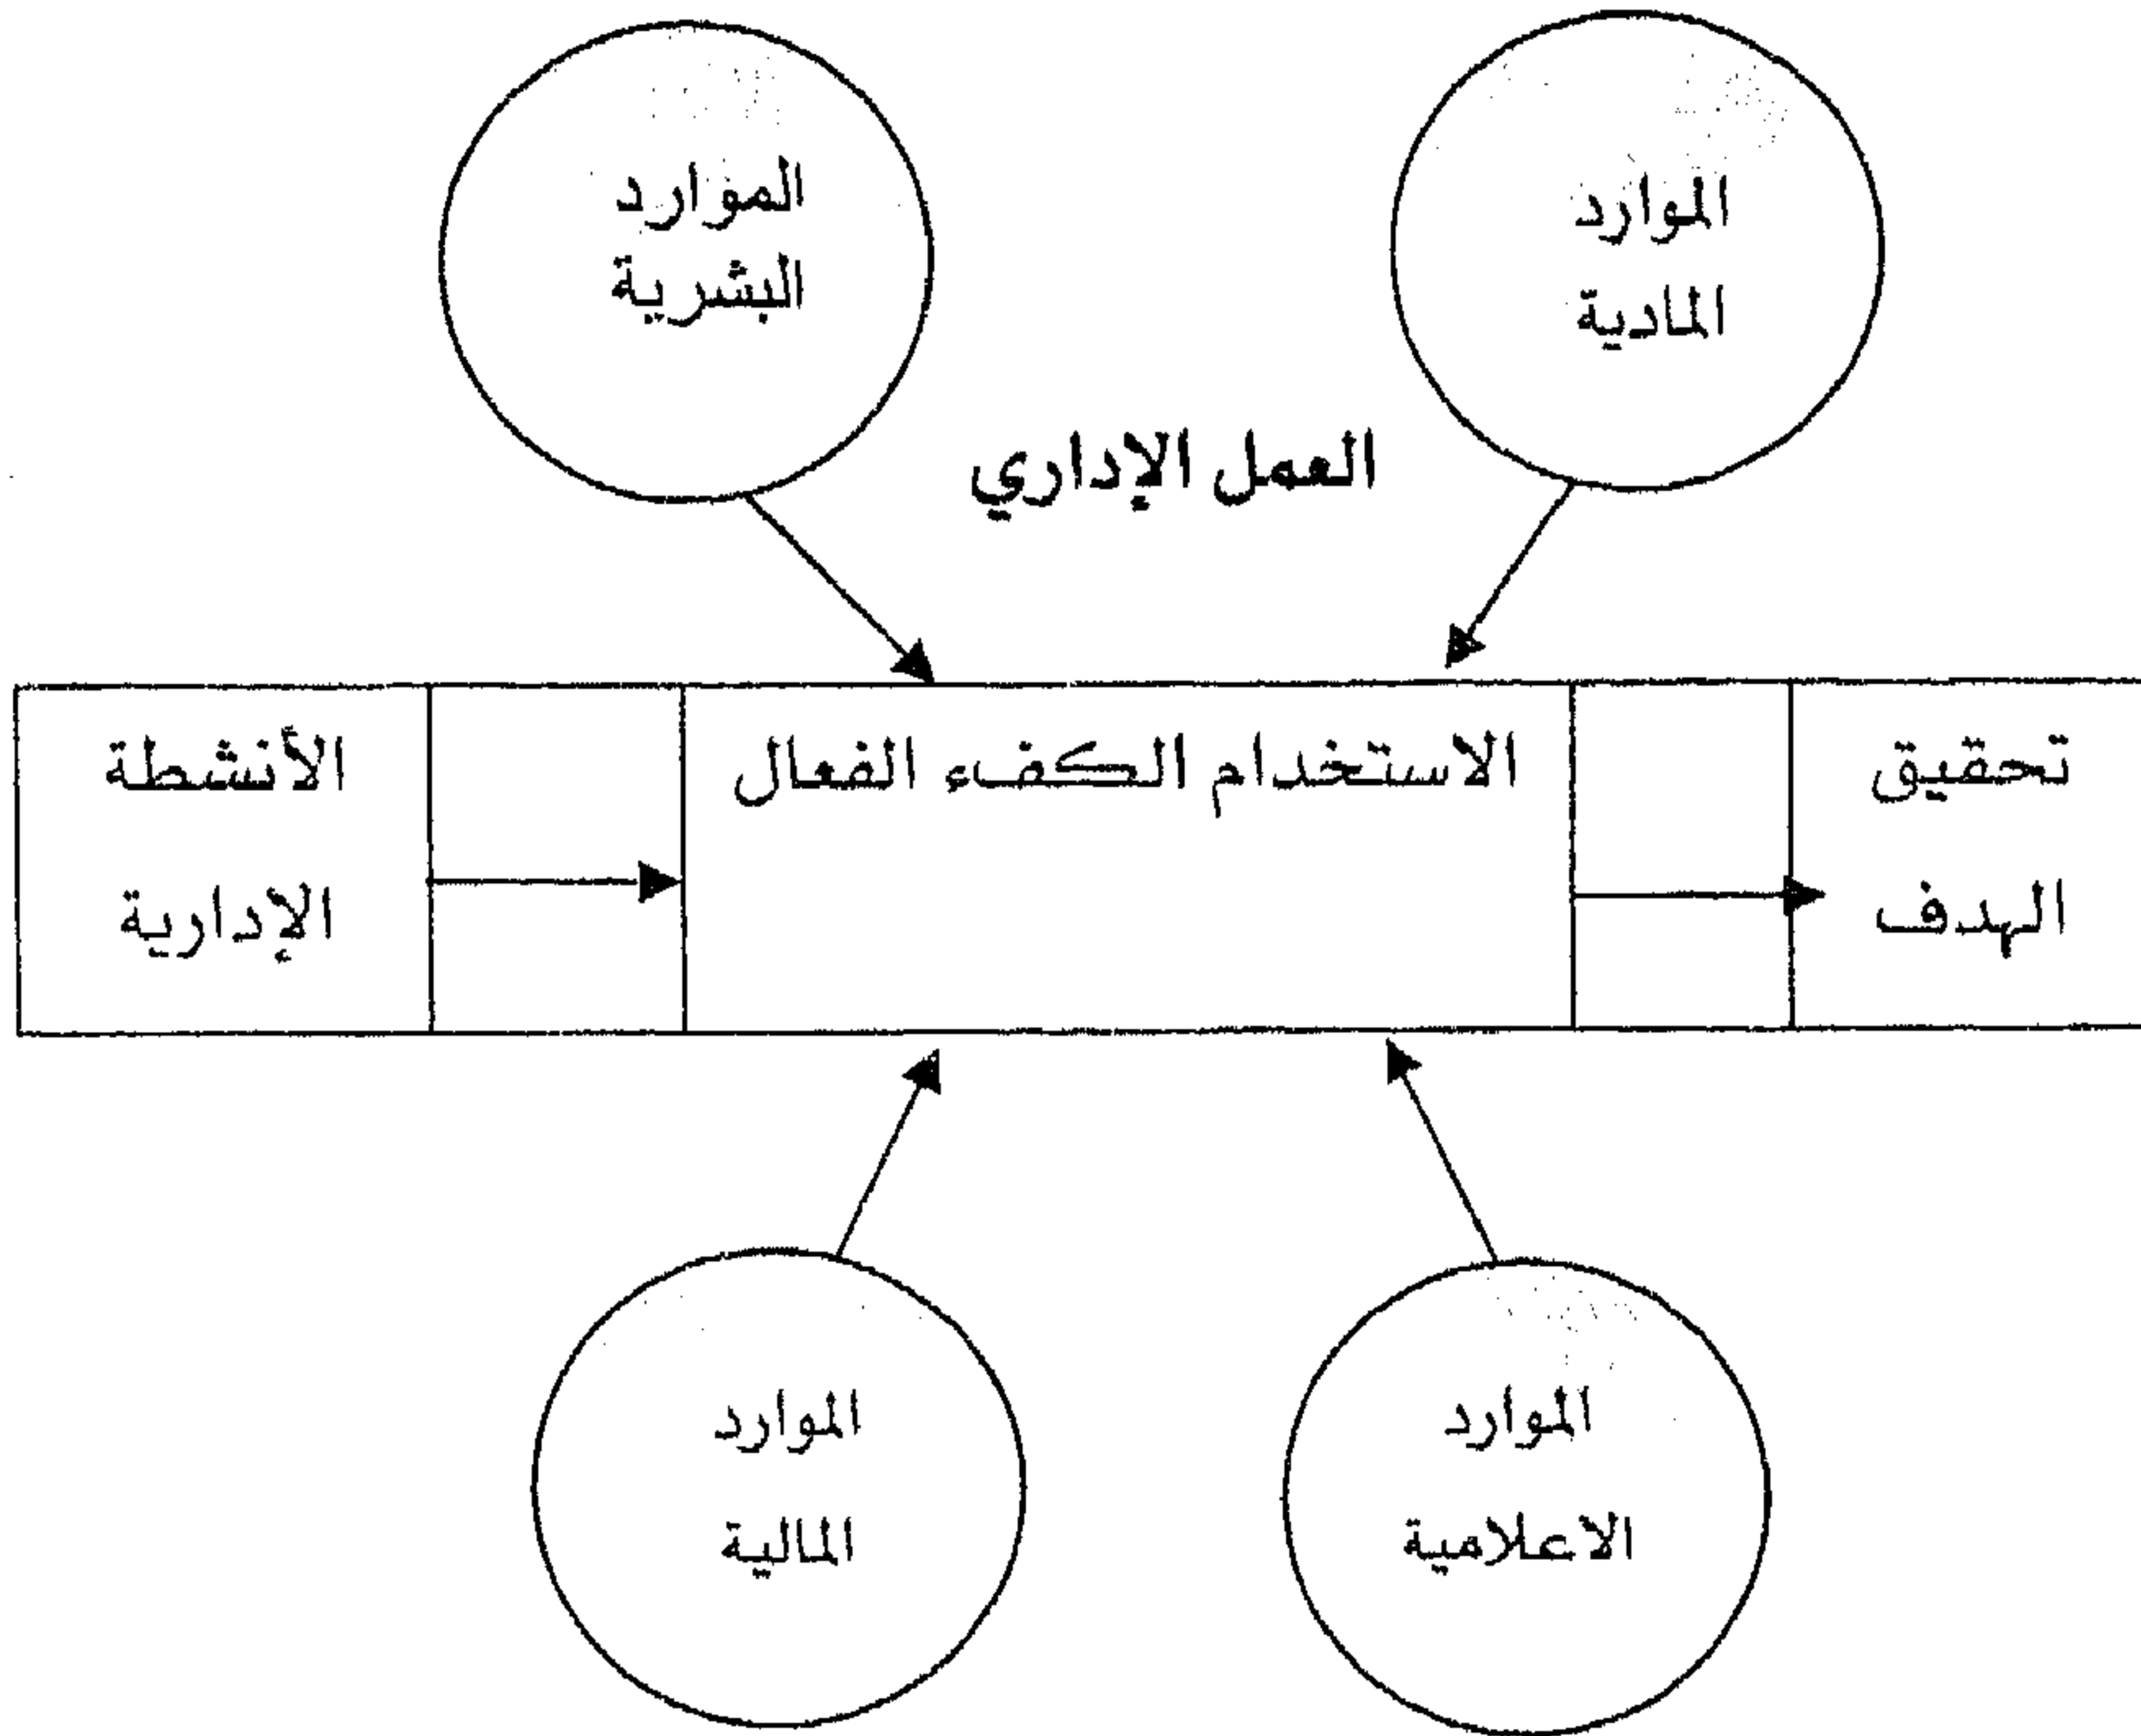 الموارد
المادية
الموارد
البشرية
العمل الإداري
تحقيق
الهدف
الاستخدام الكفء الفعال
الأنشطة
الإدارية
الموارد
الاعلامية
الموارد
المالية